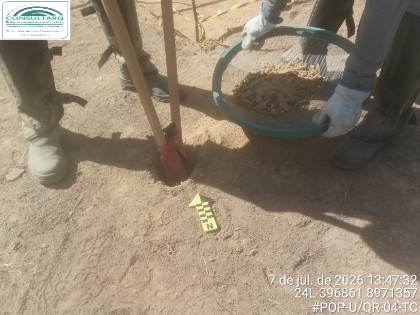 CONSULTARQ
7 de jul. de 2026 13:47:32
24L 396861 8971357
#POP-U/QR-04-TC